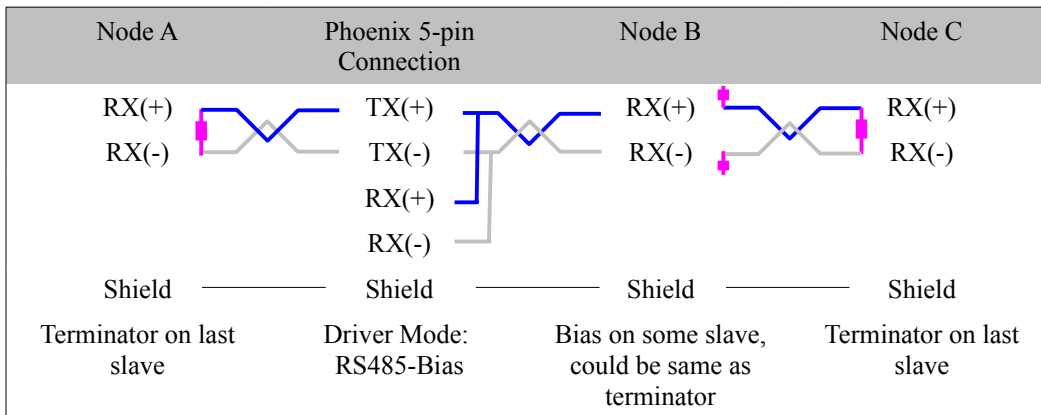 Node A Phoenix 5-pin Node B Node C
Connection
RX(+) TX(+) RX(+) RX(+)
RX(-) TX(-) RX(-) RX(-)
RX(+)
RX(-)
Shield Shield Shield Shield
Terminator on last Driver Mode: Bias on some slave, Terminator on last
slave RS485-Bias could be same as slave
terminator